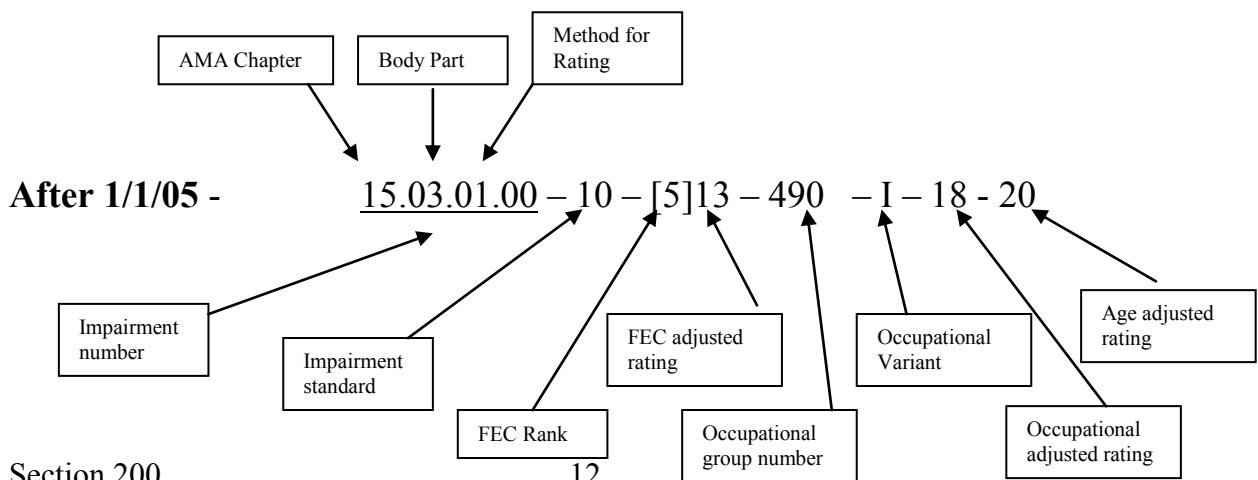 Method for
Rating
AMA Chapter
Body Part
After 1/1/05 - 15.03.01.00 – 10 – [5]13 – 490 – I – 18 - 20
Impairment
number
Impairment
standard
FEC Rank
FEC adjusted
rating
Occupational
group number
Occupational
Variant
Occupational
adjusted rating
Age adjusted
rating
Section 200
12